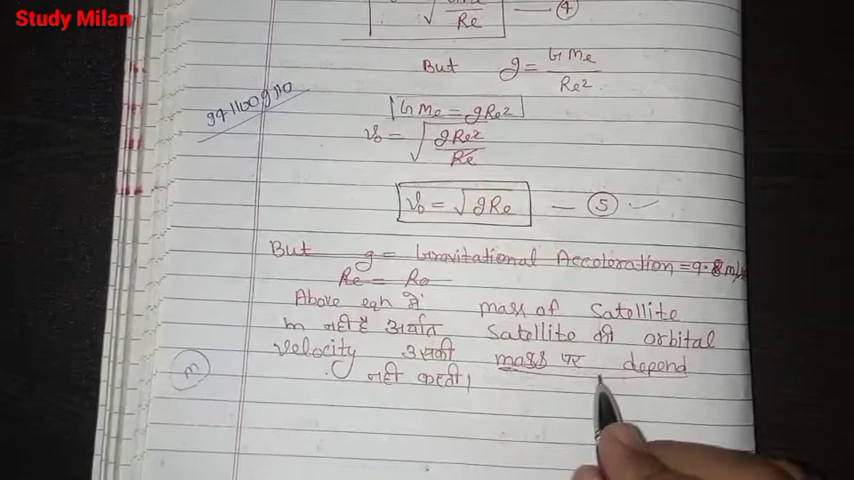 Study Milan
√ Re — ④
But g = GMe
Re²
9411009110
GMe = gRe²
v₀ = √ gRe²
Re
v₀ = √gRe — ⑤
But g = Gravitational Acceleration = 9.8 m/s
Re = Re
Above eqn में mass of Satellite
m नहीं है अर्थात Satellite की orbital
velocity उसकी mass पर depend
m
नहीं करती।